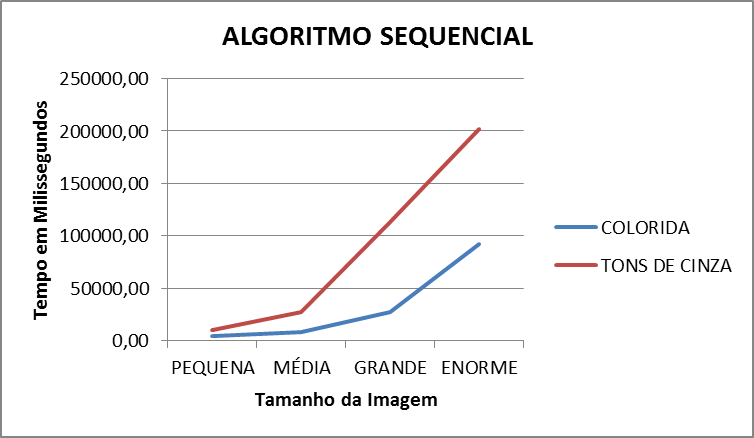 ALGORITMO SEQUENCIAL
Tempo em Milissegundos
250000,00
200000,00
150000,00
100000,00
50000,00
0,00
PEQUENA MÉDIA GRANDE ENORME
Tamanho da Imagem
COLORIDA
TONS DE CINZA